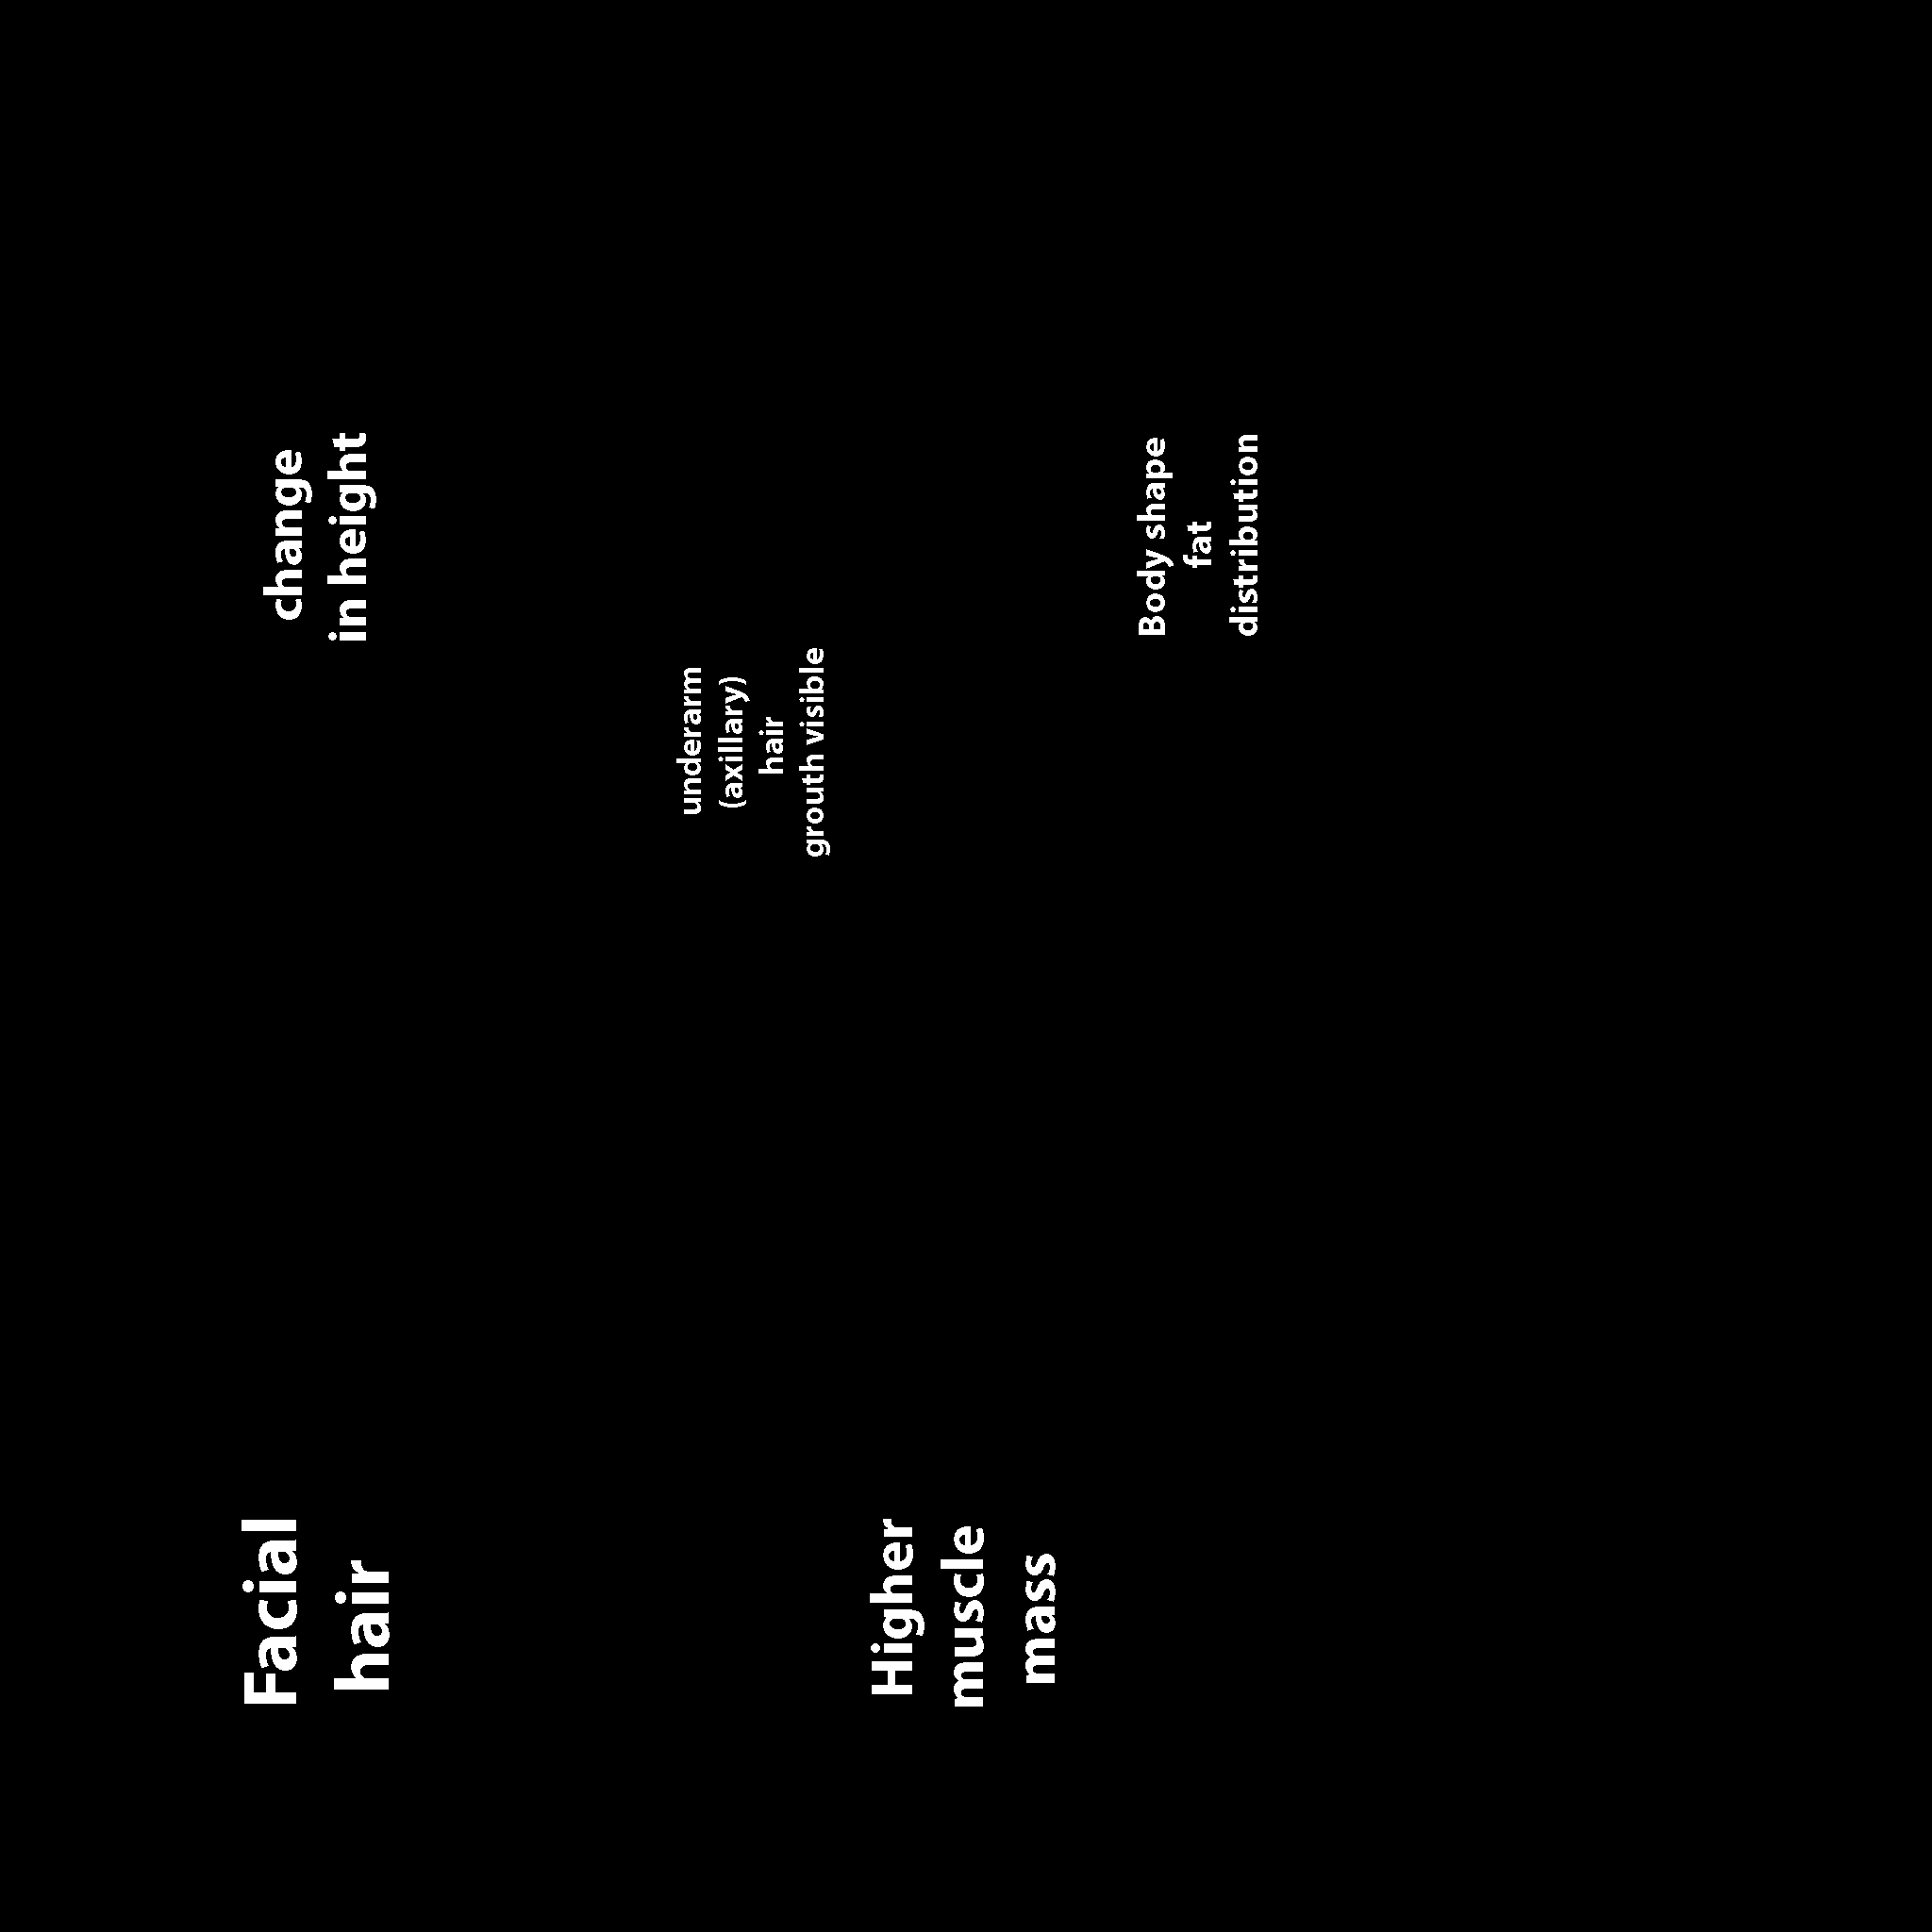 Facial
hair
change
in height
underarm
(axillary)
hair
grouth visible
Higher
muscle
mass
Body shape
fat
distribution